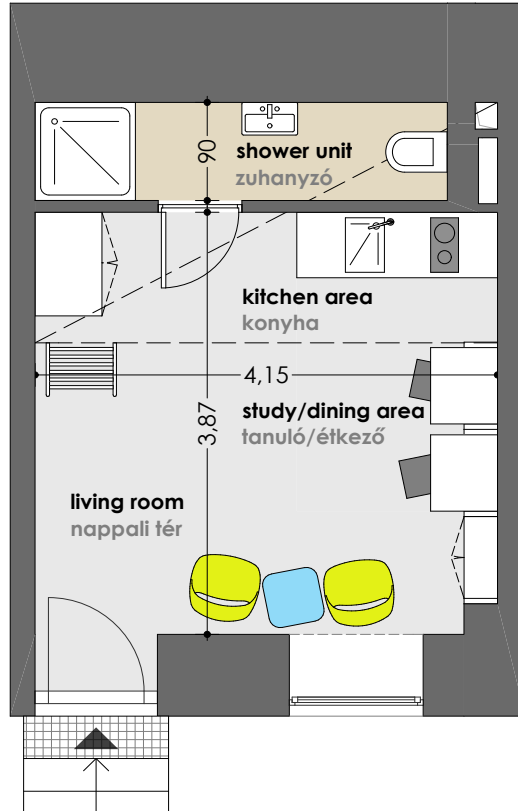 90
shower unit
zuhanyzó
kitchen area
konyha
4,15
3,87
study/dining area
tanuló/étkező
living room
nappali tér